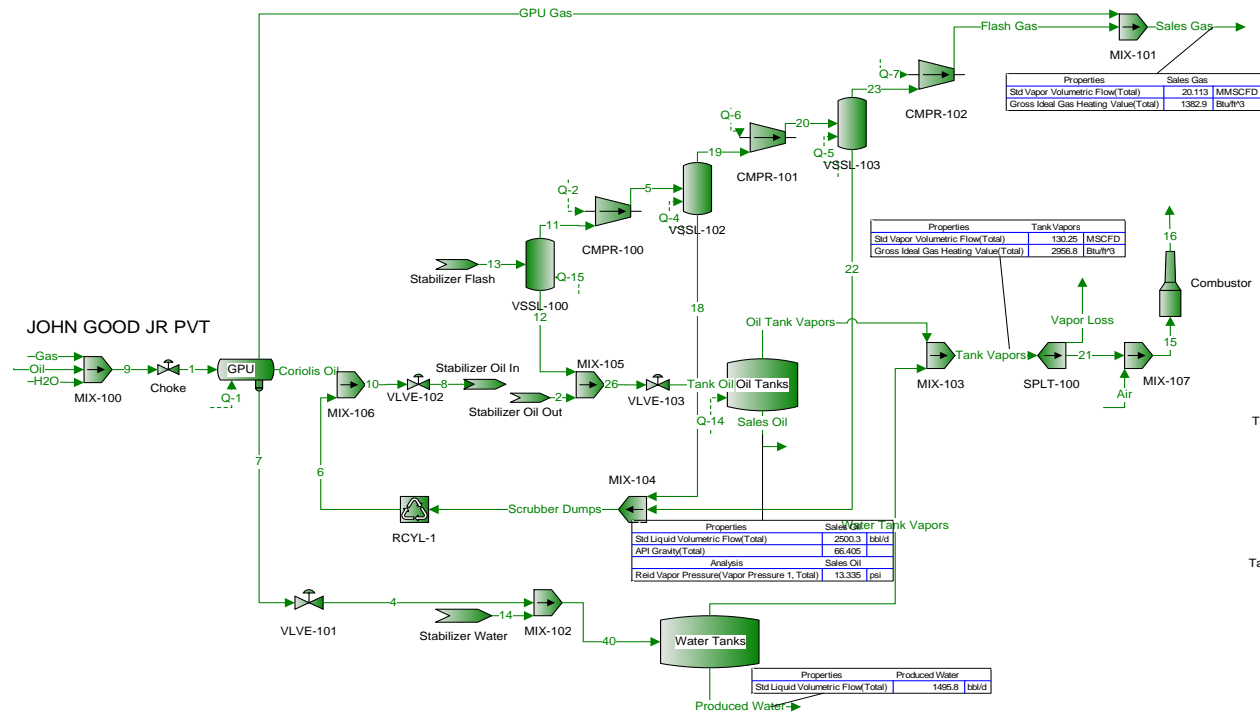 GPU Gas
Flash Gas
Sales Gas
MIX-101
Q-7
23
CMPR-102
Properties Sales Gas
Std Vapor Volumetric Flow(Total) 20.113 MMSCFD
Gross Ideal Gas Heating Value(Total) 1382.9 Btu/ft^3
Q-6
20
CMPR-101
Q-5
VSSL-103
19
Q-2
5
CMPR-100
Q-4
VSSL-102
11
13
Stabilizer Flash
Q-15
VSSL-100
12
18
22
Properties Tank Vapors
Std Vapor Volumetric Flow(Total) 130.25 MSCFD
Gross Ideal Gas Heating Value(Total) 2956.8 Btu/ft^3
16
Combustor
15
JOHN GOOD JR PVT
Gas
Oil
H2O
MIX-100
9
Choke
1
GPU
Q-1
Coriolis Oil
MIX-106
10
VLVE-102
8
Stabilizer Oil In
2
Stabilizer Oil Out
MIX-105
26
VLVE-103
Tank Oil
Q-14
Oil Tanks
Oil Tank Vapors
Sales Oil
MIX-103
Tank Vapors
SPLT-100
Vapor Loss
21
MIX-107
Air
T
7
6
RCYL-1
Scrubber Dumps
MIX-104
Water Tank Vapors
Properties Sales Oil
Std Liquid Volumetric Flow(Total) 2500.3 bbl/d
API Gravity(Total) 66.405
Analysis Sales Oil
Reid Vapor Pressure(Vapor Pressure 1, Total) 13.335 psi
Ta
VLVE-101
4
14
Stabilizer Water
MIX-102
40
Water Tanks
Properties Produced Water
Std Liquid Volumetric Flow(Total) 1495.8 bbl/d
Produced Water